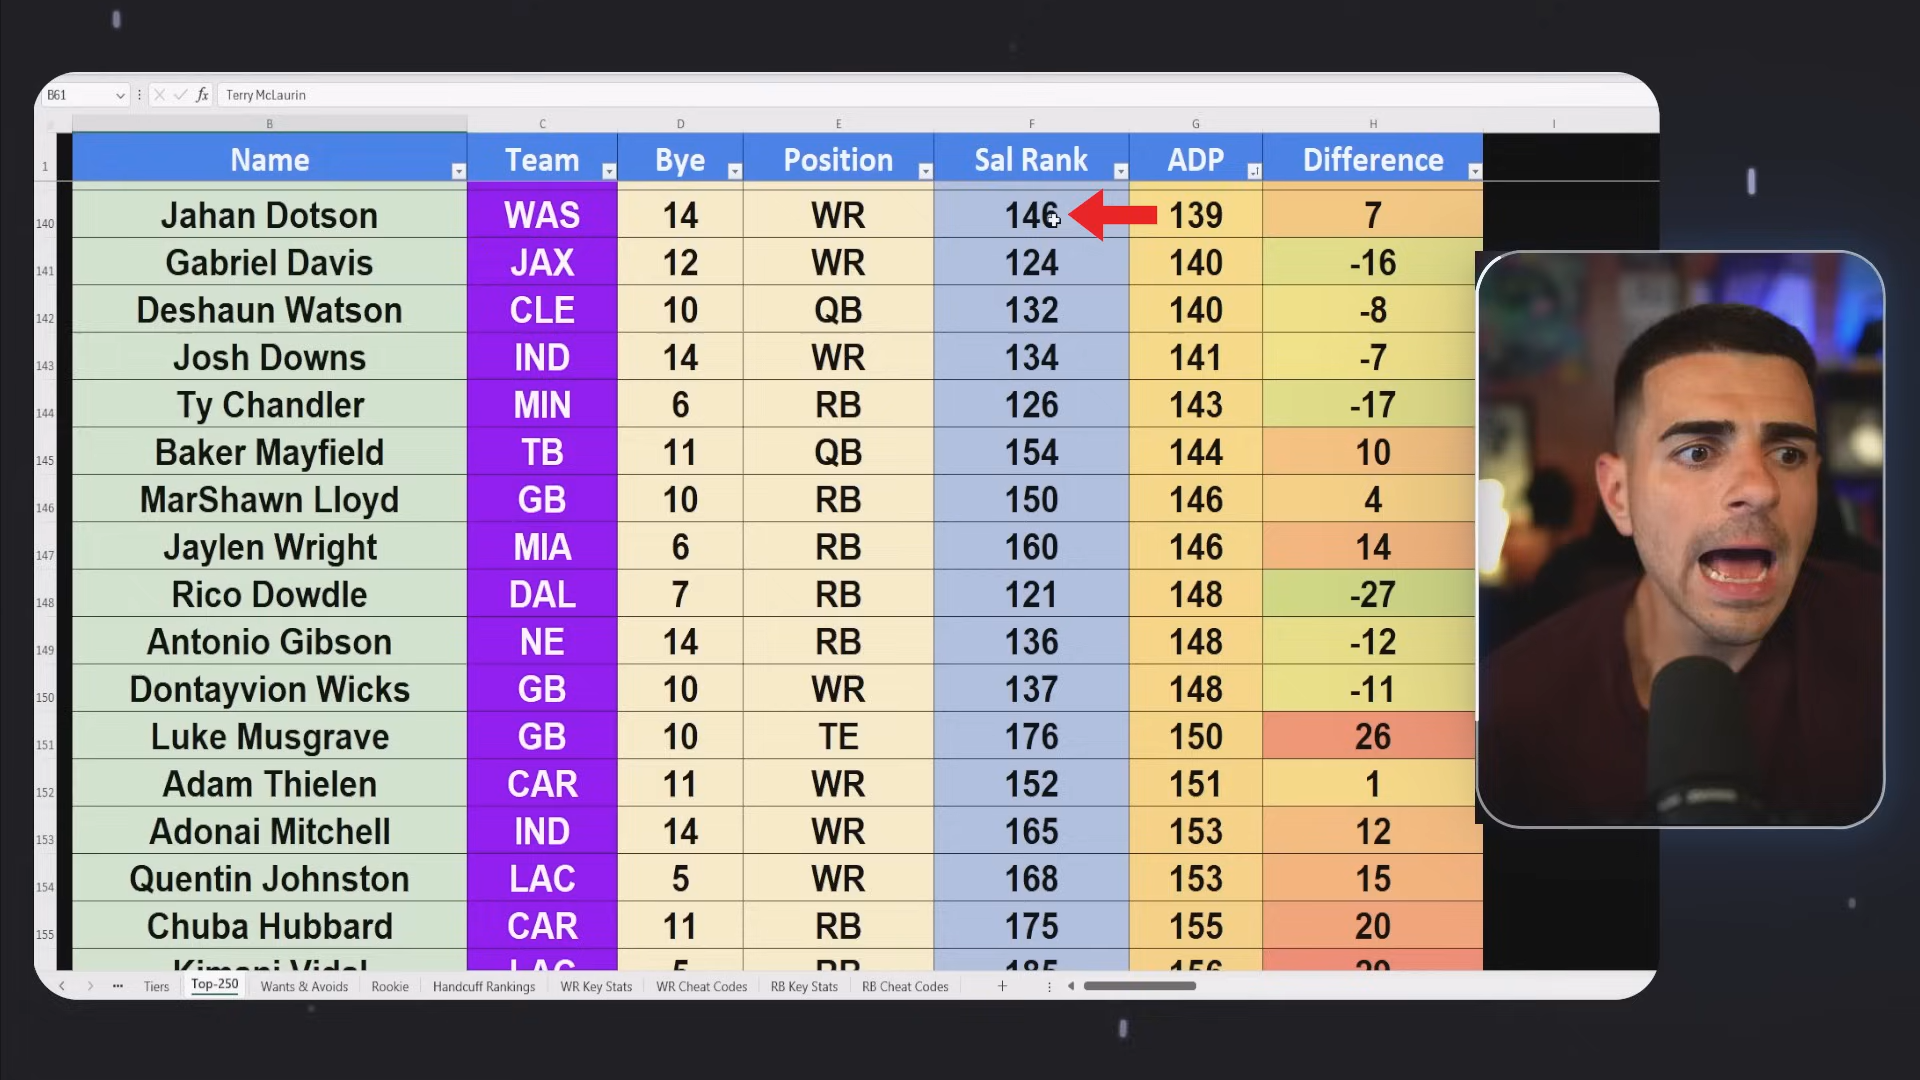 B61 fx Terry McLaurin
B C D E F G H I
1 Name Team Bye Position Sal Rank ADP Difference
140 Jahan Dotson WAS 14 WR 146 139 7
141 Gabriel Davis JAX 12 WR 124 140 -16
142 Deshaun Watson CLE 10 QB 132 140 -8
143 Josh Downs IND 14 WR 134 141 -7
144 Ty Chandler MIN 6 RB 126 143 -17
145 Baker Mayfield TB 11 QB 154 144 10
146 MarShawn Lloyd GB 10 RB 150 146 4
147 Jaylen Wright MIA 6 RB 160 146 14
148 Rico Dowdle DAL 7 RB 121 148 -27
149 Antonio Gibson NE 14 RB 136 148 -12
150 Dontayvion Wicks GB 10 WR 137 148 -11
151 Luke Musgrave GB 10 TE 176 150 26
152 Adam Thielen CAR 11 WR 152 151 1
153 Adonai Mitchell IND 14 WR 165 153 12
154 Quentin Johnston LAC 5 WR 168 153 15
155 Chuba Hubbard CAR 11 RB 175 155 20
Kimani Vidal LAC 5 RB 185 156 29
Tiers Top-250 Wants & Avoids Rookie Handcuff Rankings WR Key Stats WR Cheat Codes RB Key Stats RB Cheat Codes